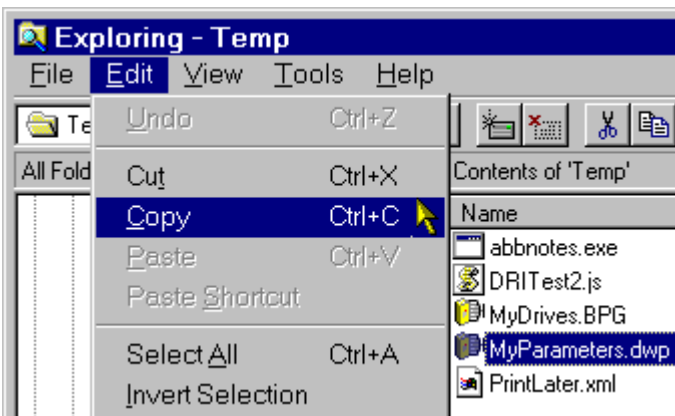 Exploring - Temp
File Edit View Tools Help
Te
Undo Ctrl+Z
All Fold
Contents of 'Temp'
Cut Ctrl+X
Copy Ctrl+C
Paste Ctrl+V
Paste Shortcut
Select All Ctrl+A
Invert Selection
Name
abbnotes.exe
DRITest2.js
MyDrives.BPG
MyParameters.dwp
PrintLater.xml